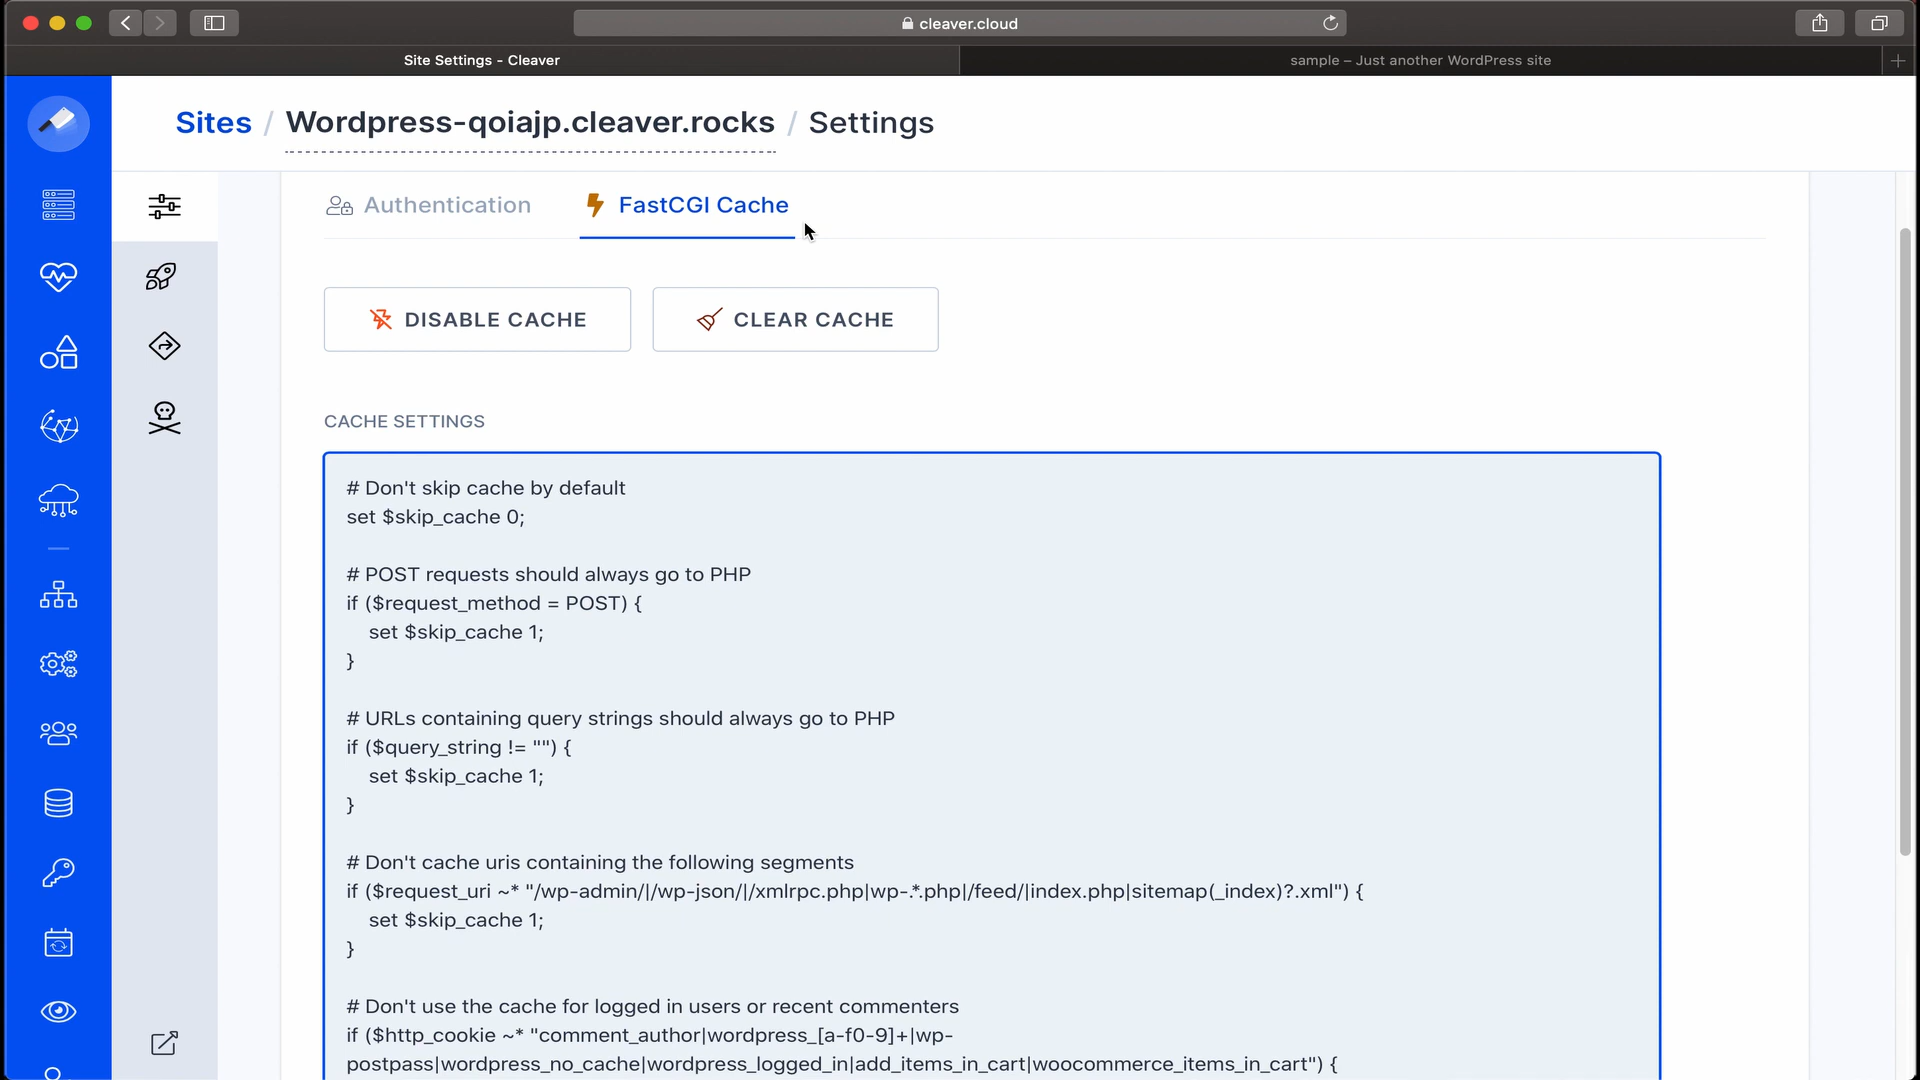 cleaver.cloud
Site Settings - Cleaver
sample – Just another WordPress site
Sites / Wordpress-qoiajp.cleaver.rocks / Settings
Authentication
FastCGI Cache
DISABLE CACHE
CLEAR CACHE
CACHE SETTINGS
# Don't skip cache by default
set $skip_cache 0;
# POST requests should always go to PHP
if ($request_method = POST) {
set $skip_cache 1;
}
# URLs containing query strings should always go to PHP
if ($query_string != "") {
set $skip_cache 1;
}
# Don't cache uris containing the following segments
if ($request_uri ~* "/wp-admin/|/wp-json/|/xmlrpc.php|wp-.*.php|/feed/|index.php|sitemap(_index)?.xml") {
set $skip_cache 1;
}
# Don't use the cache for logged in users or recent commenters
if ($http_cookie ~* "comment_author|wordpress_[a-f0-9]+|wp-
postpass|wordpress_no_cache|wordpress_logged_in|add_items_in_cart|woocommerce_items_in_cart") {